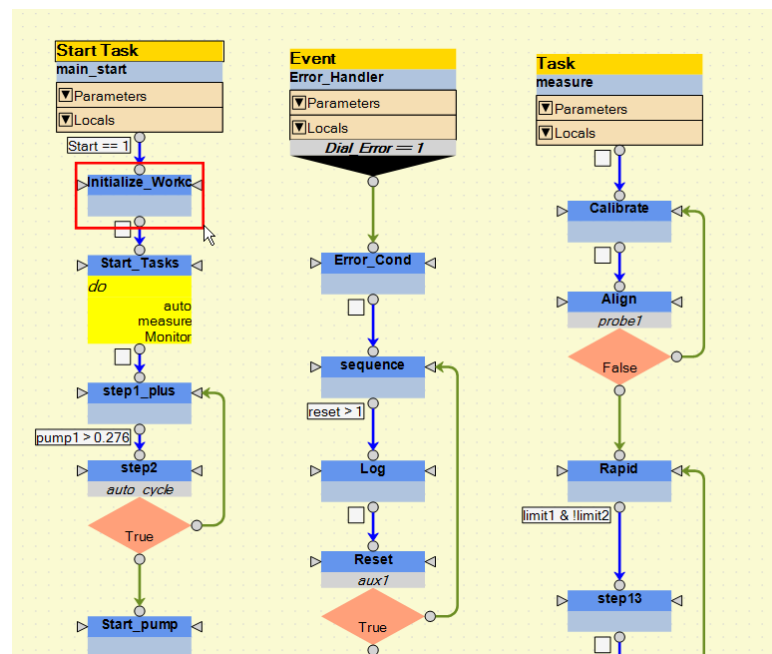 Start Task
main_start
Parameters
Locals
Start == 1
Initialize_Workc
Start_Tasks
do
auto
measure
Monitor
step1_plus
pump1 > 0.276
step2
auto_cycle
True
Start_pump
Event
Error_Handler
Parameters
Locals
Dial_Error == 1
Error_Cond
sequence
reset > 1
Log
Reset
aux1
True
Task
measure
Parameters
Locals
Calibrate
Align
probe1
False
Rapid
limit1 & !limit2
step13